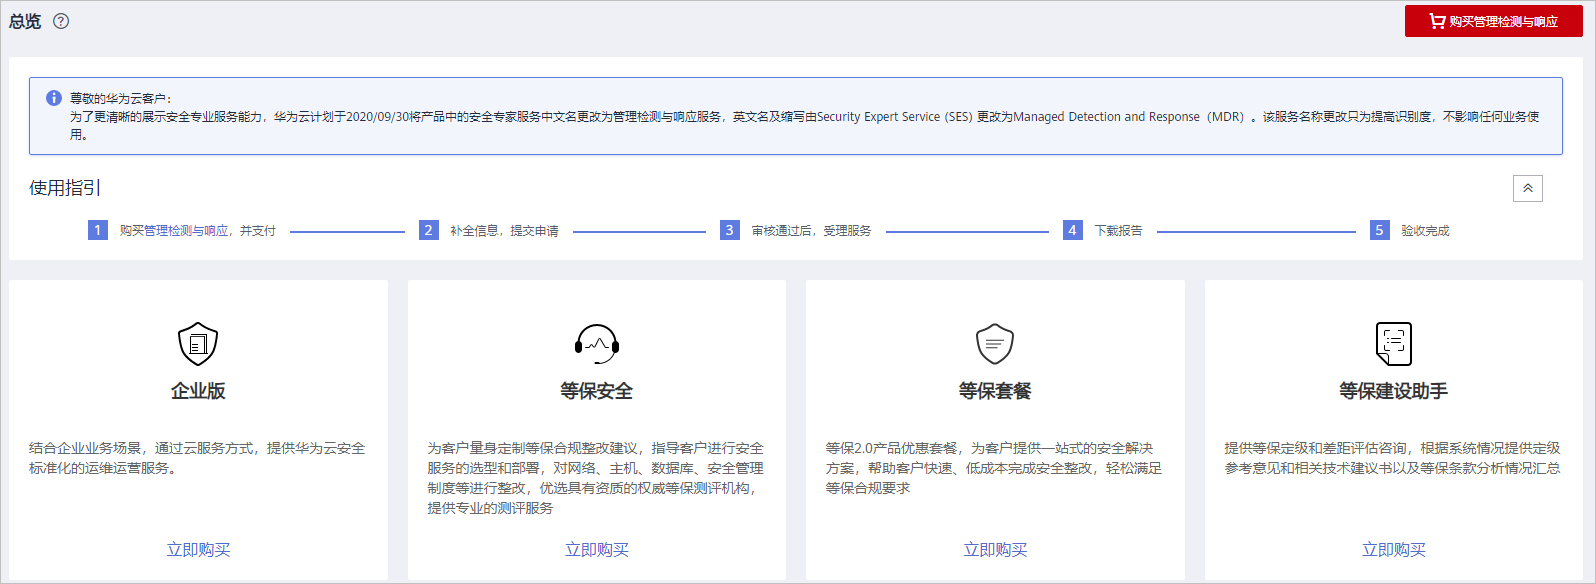 总览
购买管理检测与响应
尊敬的华为云客户：
为了更清晰的展示安全专业服务能力，华为云计划于2020/09/30将产品中的安全专家服务中文名更改为管理检测与响应服务，英文名及缩写由Security Expert Service (SES) 更改为Managed Detection and Response（MDR）。该服务名称更改只为提高识别度，不影响任何业务使
用。
使用指引
1 购买管理检测与响应，并支付
2 补全信息，提交申请
3 审核通过后，受理服务
4 下载报告
5 验收完成
企业版
结合企业业务场景，通过云服务方式，提供华为云安全
标准化的运维运营服务。
立即购买
等保安全
为客户量身定制等保合规整改建议，指导客户进行安全
服务的选型和部署，对网络、主机、数据库、安全管理
制度等进行整改，优选具有资质的权威等保测评机构，
提供专业的测评服务
立即购买
等保套餐
等保2.0产品优惠套餐，为客户提供一站式的安全解决
方案，帮助客户快速、低成本完成安全整改，轻松满足
等保合规要求
立即购买
等保建设助手
提供等保定级和差距评估咨询，根据系统情况提供定级
参考意见和相关技术建议书以及等保条款分析情况汇总
立即购买